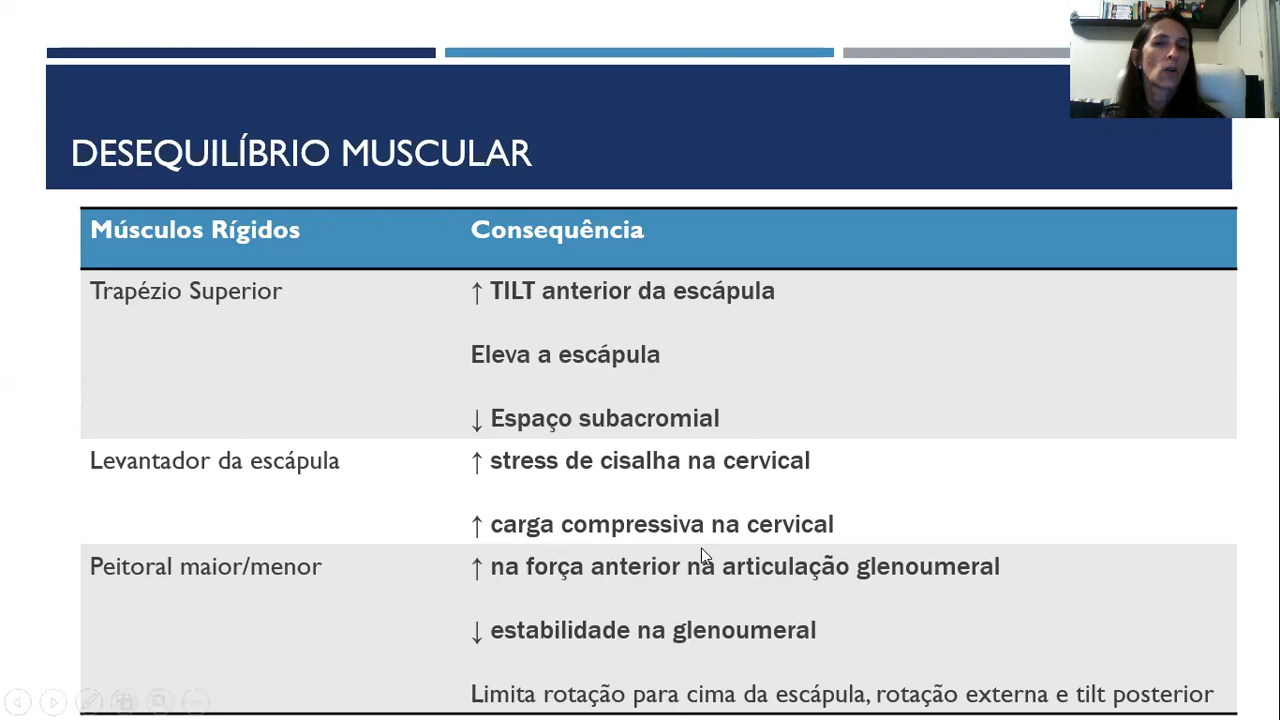 DESEQUILÍBRIO MUSCULAR
Músculos Rígidos
Consequência
Trapézio Superior
↑ TILT anterior da escápula
Eleva a escápula
↓ Espaço subacromial
Levantador da escápula
↑ stress de cisalha na cervical
↑ carga compressiva na cervical
Peitoral maior/menor
↑ na força anterior na articulação glenoumeral
↓ estabilidade na glenoumeral
Limita rotação para cima da escápula, rotação externa e tilt posterior